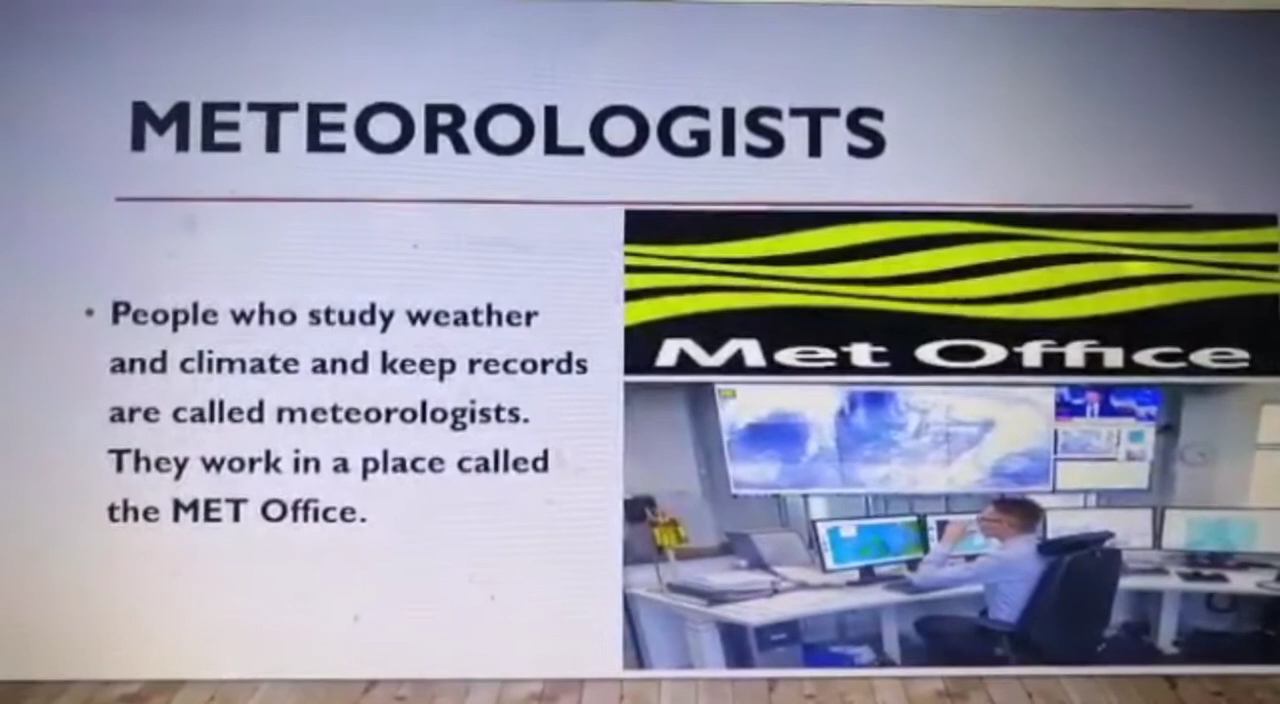 METEOROLOGISTS
• People who study weather
and climate and keep records
are called meteorologists.
They work in a place called
the MET Office.
Met Office